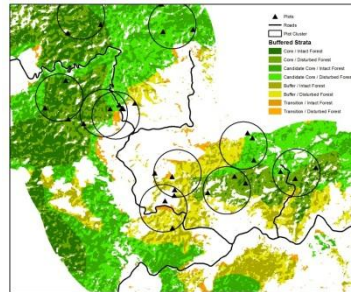 Plots
Roads
Plot Cluster
Buffered Strata
Core / Intact Forest
Core / Disturbed Forest
Candidate Core / Intact Forest
Candidate Core / Disturbed Forest
Buffer / Intact Forest
Buffer / Disturbed Forest
Transition / Intact Forest
Transition / Disturbed Forest